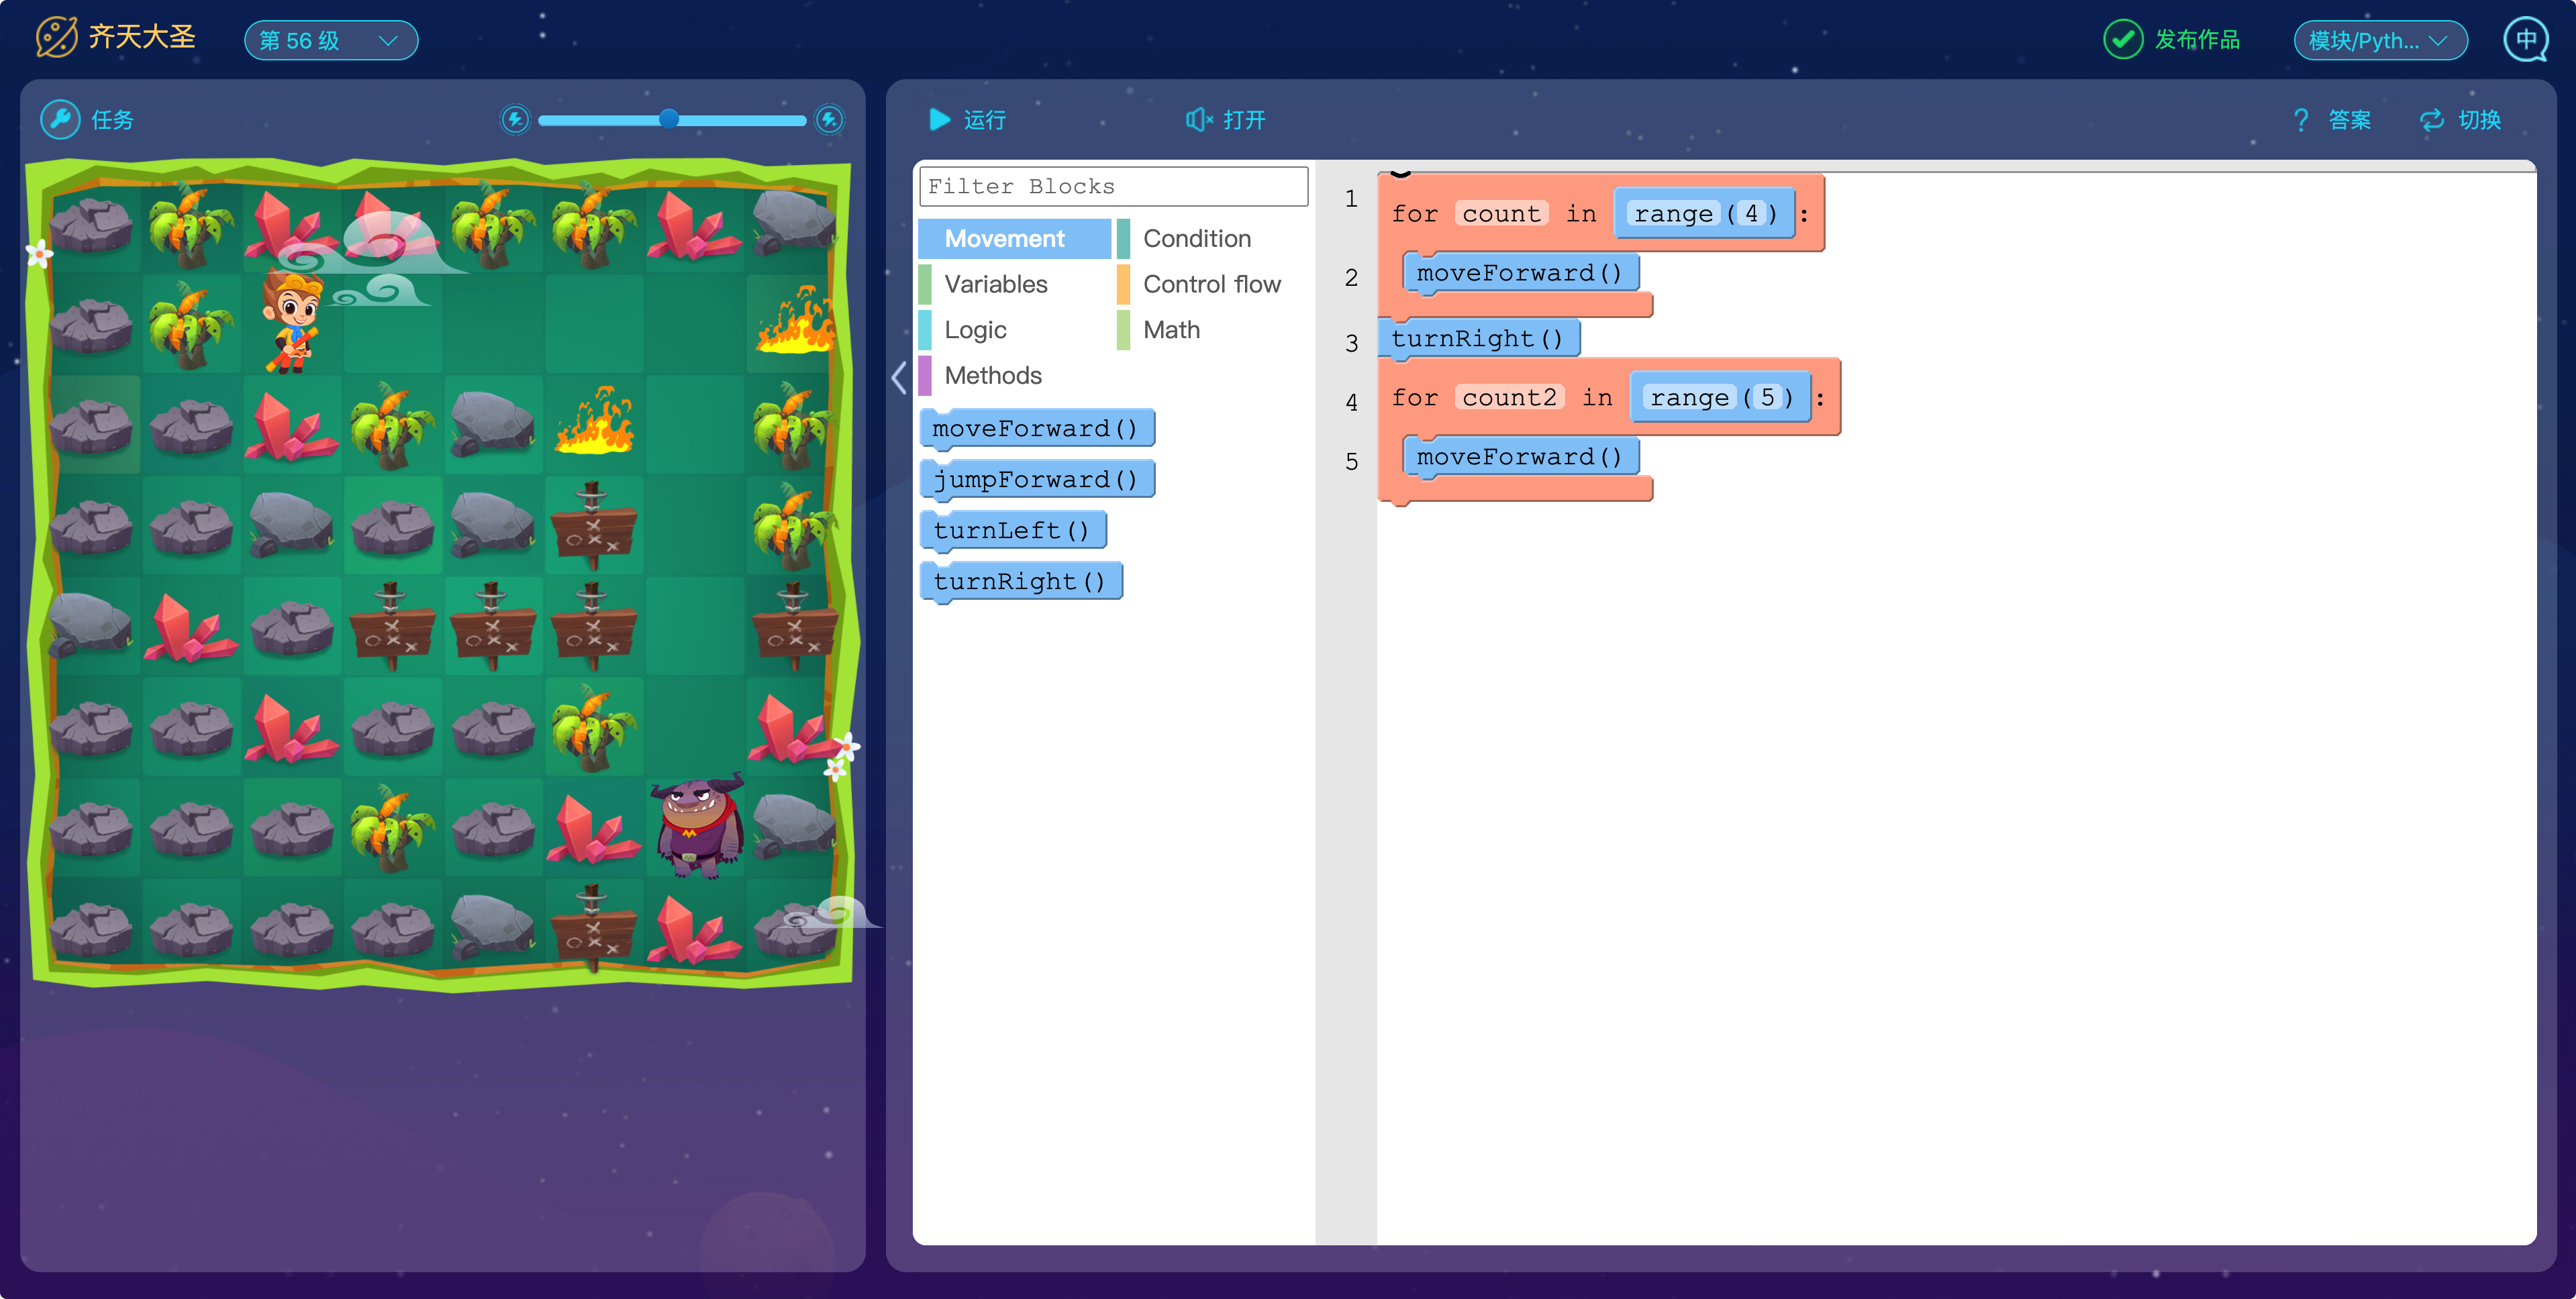 齐天大圣
第 56 级
发布作品
模块/Pyth...
中
任务
运行
打开
? 答案
切换
Filter Blocks
Movement
Condition
Variables
Control flow
Logic
Math
Methods
moveForward()
jumpForward()
turnLeft()
turnRight()
1 for count in range(4):
2 moveForward()
3 turnRight()
4 for count2 in range(5):
5 moveForward()